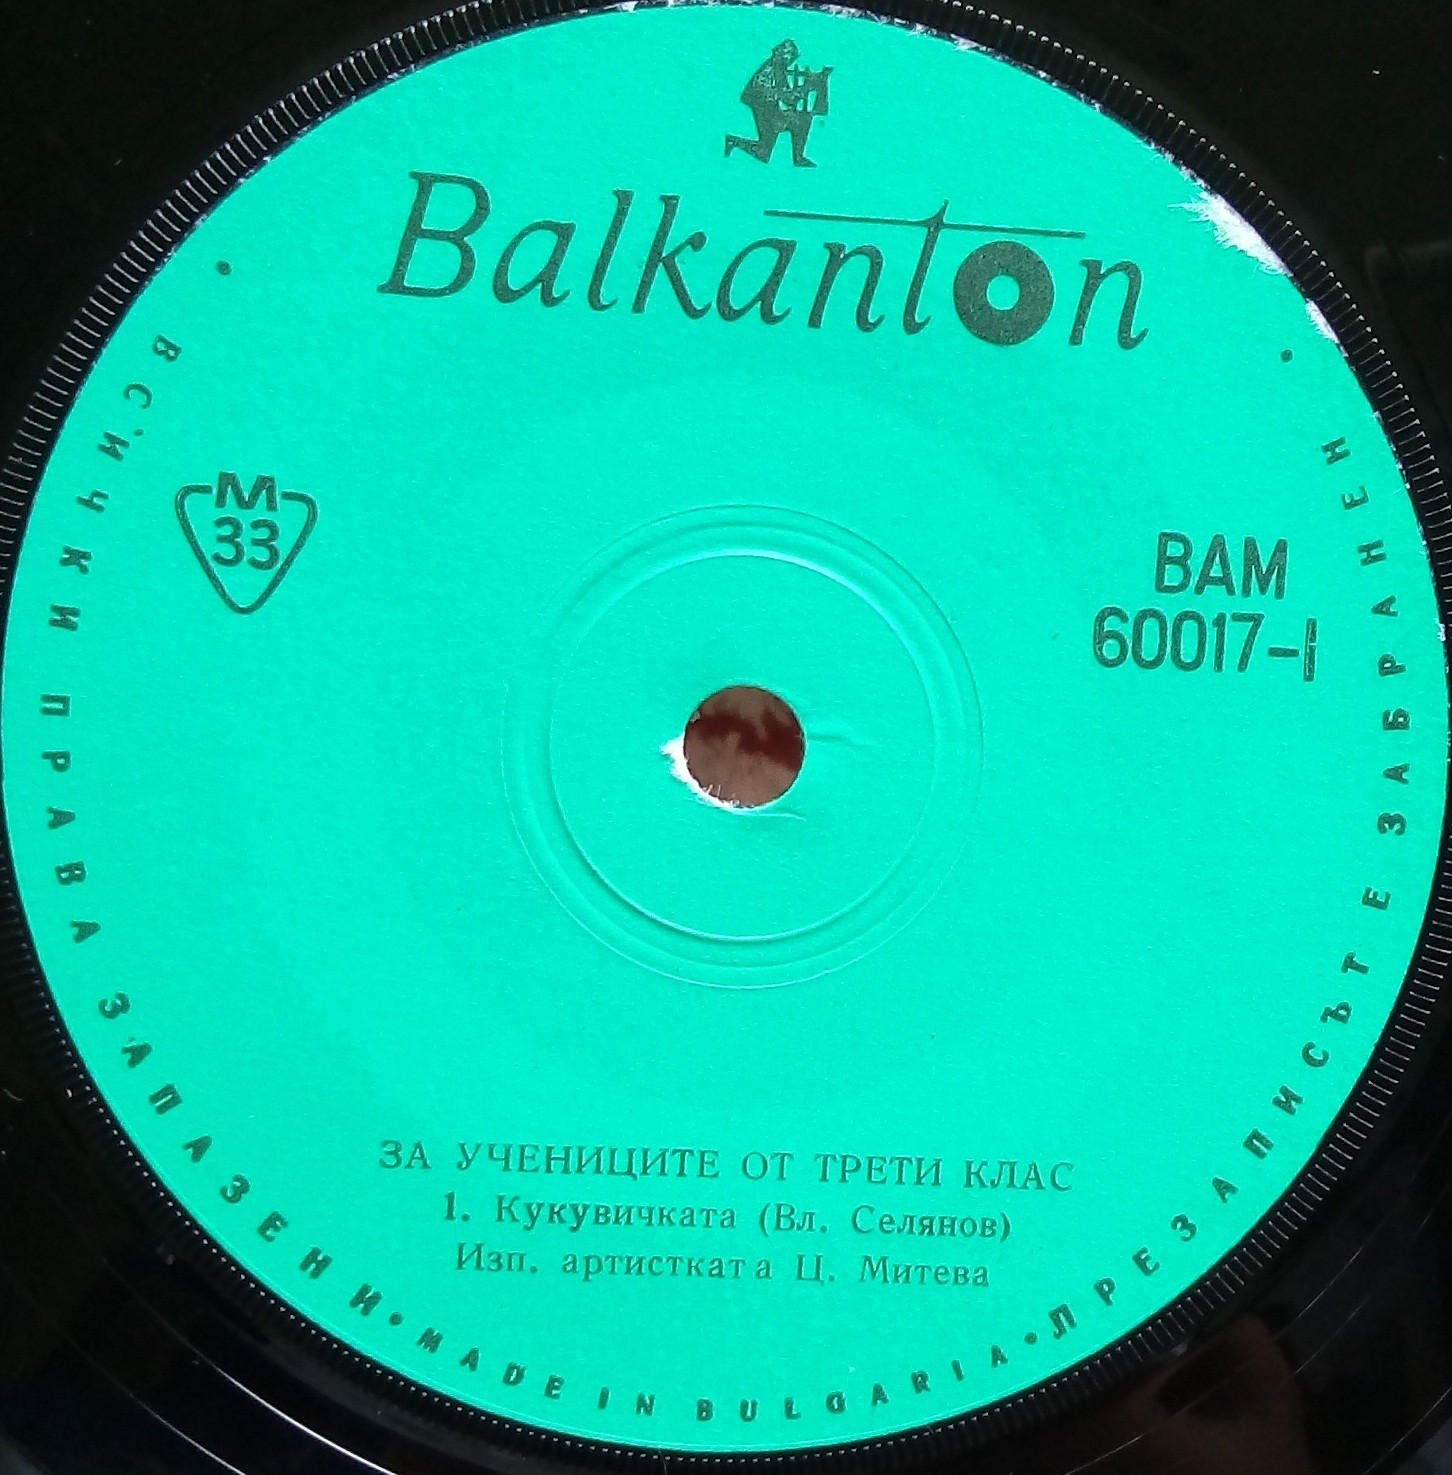 Balkanton
M
33
BAM
60017-I
ЗА УЧЕНИЦИТЕ ОТ ТРЕТИ КЛАС
1. Кукувичката (Вл. Селянов)
Изп. артистката Ц. Митева
ВСИЧКИ ПРАВА ЗАПАЗЕНИ • MADE IN BULGARIA • ПРЕЗАПИСЪТ Е ЗАБРАНЕН